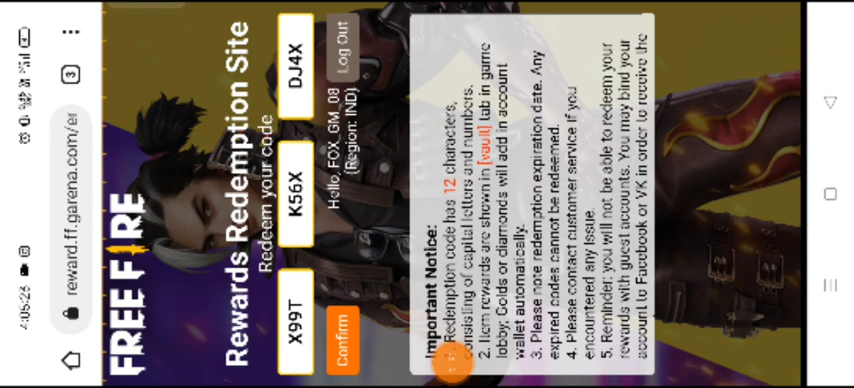 4:05:26
reward.ff.garena.com/er
3
FREE FIRE
Rewards Redemption Site
Redeem your code
X99T K56X DJ4X
Hello, FOX_GM_08
(Region: IND)
Log Out
Confirm
Important Notice:
Redemption code has 12 characters,
consisting of capital letters and numbers.
2. Item rewards are shown in [vault] tab in game
lobby; Golds or diamonds will add in account
wallet automatically.
3. Please note redemption expiration date. Any
expired codes cannot be redeemed.
4. Please contact customer service if you
encountered any issue.
5. Reminder: you will not be able to redeem your
rewards with guest accounts. You may bind your
account to Facebook or VK in order to receive the